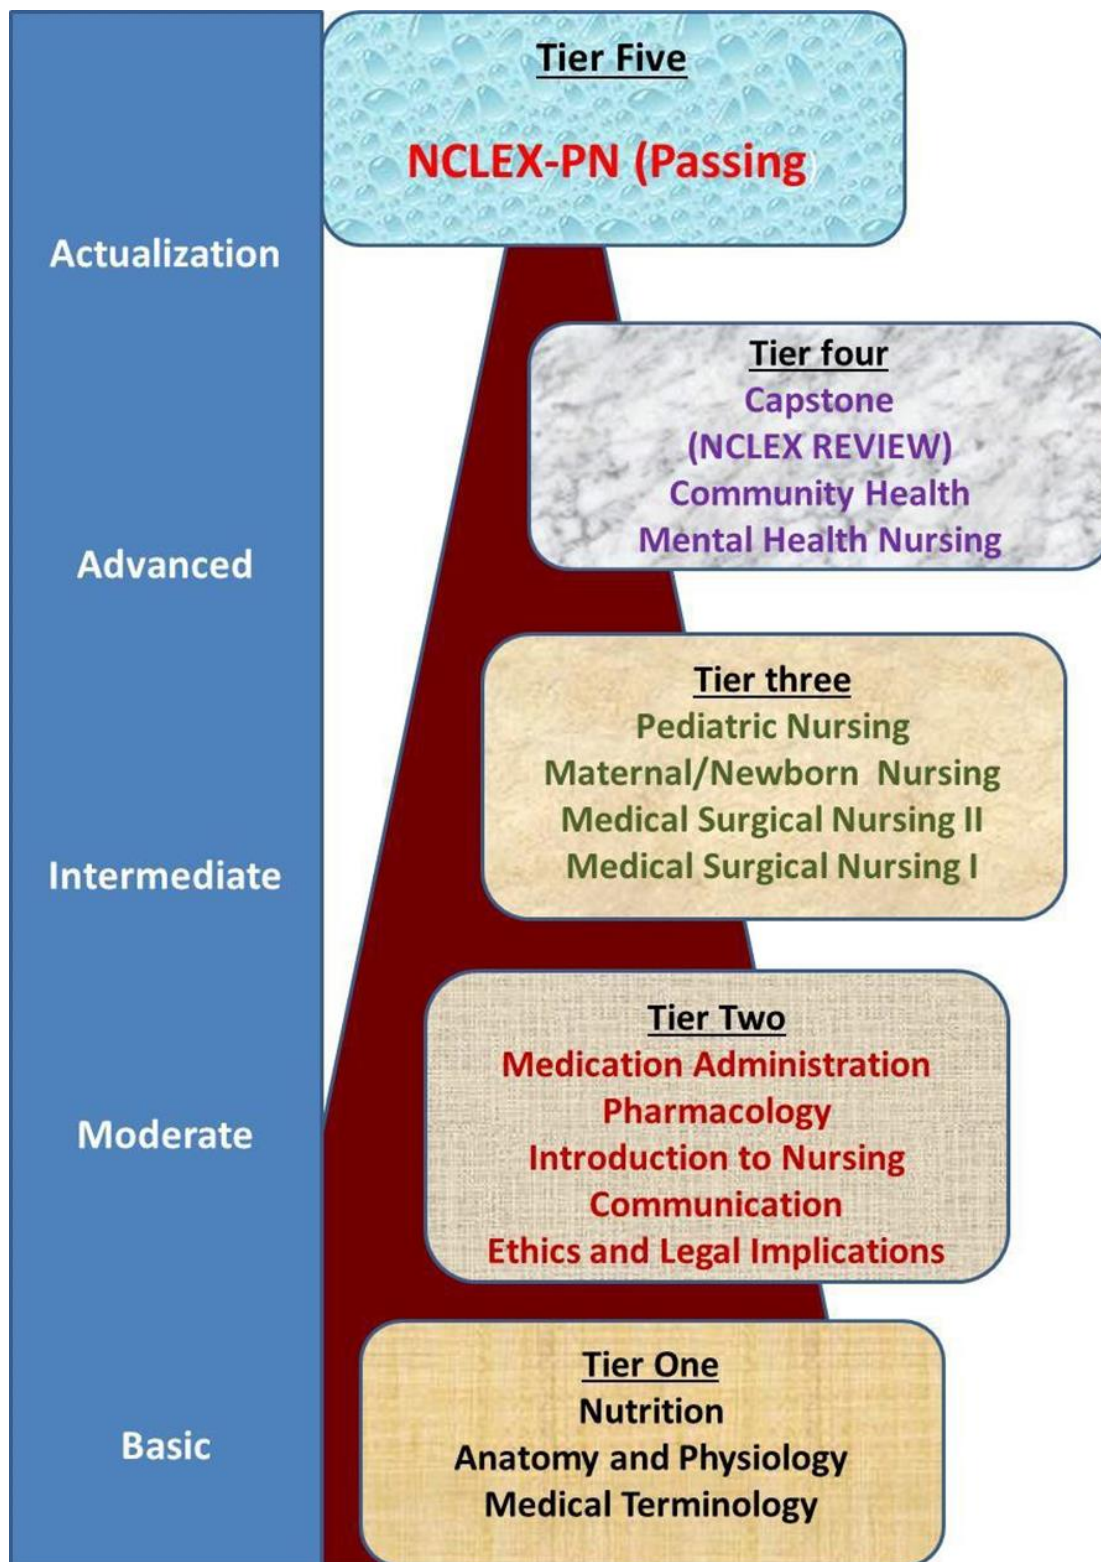 Tier Five
NCLEX-PN (Passing)
Actualization
Tier four
Capstone
(NCLEX REVIEW)
Community Health
Mental Health Nursing
Advanced
Tier three
Pediatric Nursing
Maternal/Newborn Nursing
Medical Surgical Nursing II
Medical Surgical Nursing I
Intermediate
Tier Two
Medication Administration
Pharmacology
Introduction to Nursing
Communication
Ethics and Legal Implications
Moderate
Tier One
Nutrition
Anatomy and Physiology
Medical Terminology
Basic